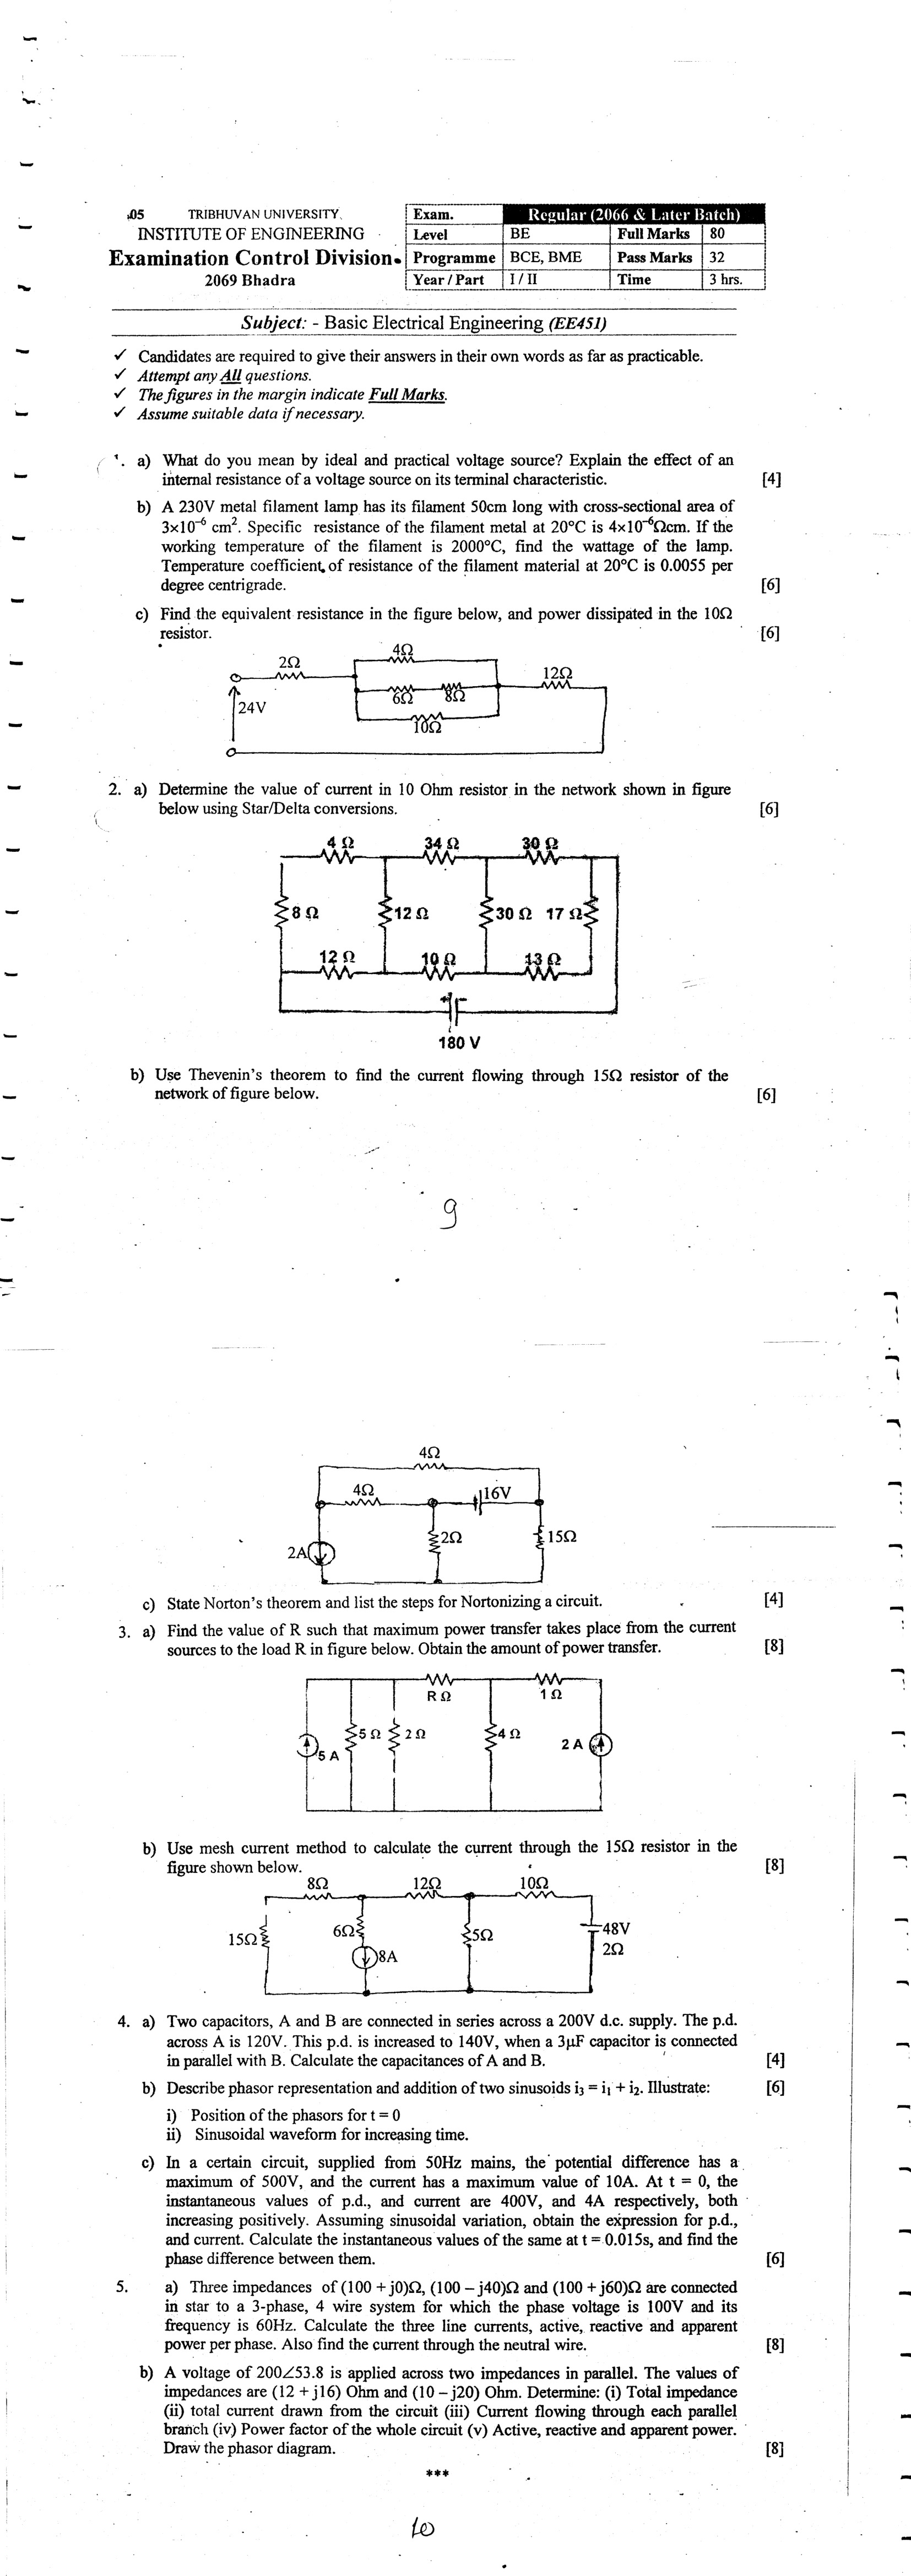 05 TRIBHUVAN UNIVERSITY
INSTITUTE OF ENGINEERING
Examination Control Division
2069 Bhadra
Exam. Regular (2066 & Later Batch)
Level BE Full Marks 80
Programme BCE, BME Pass Marks 32
Year / Part I / II Time 3 hrs.
Subject: - Basic Electrical Engineering (EE451)
✓ Candidates are required to give their answers in their own words as far as practicable.
✓ Attempt any All questions.
✓ The figures in the margin indicate Full Marks.
✓ Assume suitable data if necessary.
1. a) What do you mean by ideal and practical voltage source? Explain the effect of an
internal resistance of a voltage source on its terminal characteristic. [4]
b) A 230V metal filament lamp has its filament 50cm long with cross-sectional area of
3×10⁻⁶ cm². Specific resistance of the filament metal at 20°C is 4×10⁻⁶Ωcm. If the
working temperature of the filament is 2000°C, find the wattage of the lamp.
Temperature coefficient of resistance of the filament material at 20°C is 0.0055 per
degree centrigrade. [6]
c) Find the equivalent resistance in the figure below, and power dissipated in the 10Ω
resistor. [6]
4Ω
2Ω
12Ω
6Ω 8Ω
24V
10Ω
2. a) Determine the value of current in 10 Ohm resistor in the network shown in figure
below using Star/Delta conversions. [6]
4 Ω 34 Ω 30 Ω
8 Ω 12 Ω 30 Ω 17 Ω
12 Ω 10 Ω 13 Ω
180 V
b) Use Thevenin's theorem to find the current flowing through 15Ω resistor of the
network of figure below. [6]
9
4Ω
4Ω 16V
2Ω 15Ω
2A
c) State Norton's theorem and list the steps for Nortonizing a circuit. [4]
3. a) Find the value of R such that maximum power transfer takes place from the current
sources to the load R in figure below. Obtain the amount of power transfer. [8]
R Ω 1 Ω
5 Ω 2 Ω 4 Ω
5 A 2 A
b) Use mesh current method to calculate the current through the 15Ω resistor in the
figure shown below. [8]
8Ω 12Ω 10Ω
15Ω 6Ω 5Ω 48V
8A 2Ω
4. a) Two capacitors, A and B are connected in series across a 200V d.c. supply. The p.d.
across A is 120V. This p.d. is increased to 140V, when a 3µF capacitor is connected
in parallel with B. Calculate the capacitances of A and B. [4]
b) Describe phasor representation and addition of two sinusoids i₃ = i₁ + i₂. Illustrate: [6]
i) Position of the phasors for t = 0
ii) Sinusoidal waveform for increasing time.
c) In a certain circuit, supplied from 50Hz mains, the potential difference has a
maximum of 500V, and the current has a maximum value of 10A. At t = 0, the
instantaneous values of p.d., and current are 400V, and 4A respectively, both
increasing positively. Assuming sinusoidal variation, obtain the expression for p.d.,
and current. Calculate the instantaneous values of the same at t = 0.015s, and find the
phase difference between them. [6]
5. a) Three impedances of (100 + j0)Ω, (100 – j40)Ω and (100 + j60)Ω are connected
in star to a 3-phase, 4 wire system for which the phase voltage is 100V and its
frequency is 60Hz. Calculate the three line currents, active, reactive and apparent
power per phase. Also find the current through the neutral wire. [8]
b) A voltage of 200∠53.8 is applied across two impedances in parallel. The values of
impedances are (12 + j16) Ohm and (10 – j20) Ohm. Determine: (i) Total impedance
(ii) total current drawn from the circuit (iii) Current flowing through each parallel
branch (iv) Power factor of the whole circuit (v) Active, reactive and apparent power.
Draw the phasor diagram. [8]
***
10